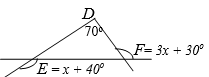 D
70°
F = 3x + 30°
E = x + 40°